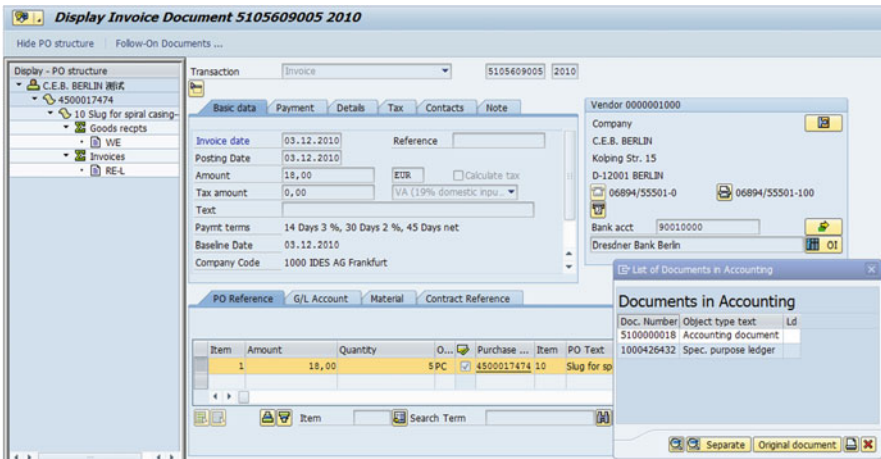 Display Invoice Document 5105609005 2010
Hide PO structure Follow-On Documents ...
Display - PO structure
C.E.B. BERLIN 测试
4500017474
10 Slug for spiral casing-
Goods recpts
WE
Invoices
RE-L
Transaction Invoice 5105609005 2010
Basic data Payment Details Tax Contacts Note
Invoice date 03.12.2010 Reference
Posting Date 03.12.2010
Amount 18,00 EUR Calculate tax
Tax amount 0,00 VA (19% domestic inpu..
Text
Paymt terms 14 Days 3 %, 30 Days 2 %, 45 Days net
Baseline Date 03.12.2010
Company Code 1000 IDES AG Frankfurt
Vendor 0000001000
Company
C.E.B. BERLIN
Kolping Str. 15
D-12001 BERLIN
06894/55501-0 06894/55501-100
Bank acct 90010000
Dresdner Bank Berlin OI
PO Reference G/L Account Material Contract Reference
Item Amount Quantity O... Purchase ... Item PO Text
1 18,00 5 PC 4500017474 10 Slug for sp
Item Search Term
List of Documents in Accounting
Documents in Accounting
Doc. Number Object type text Ld
5100000018 Accounting document
1000426432 Spec. purpose ledger
Separate Original document